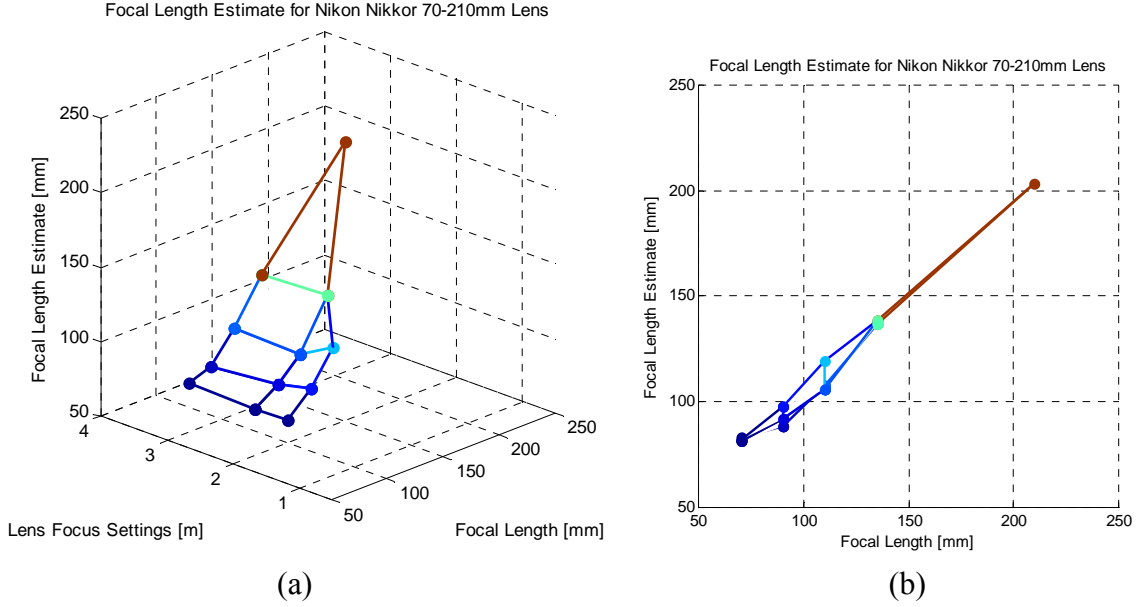 Focal Length Estimate for Nikon Nikkor 70-210mm Lens
250
200
150
100
50
Focal Length Estimate [mm]
4
3
2
1
Lens Focus Settings [m]
50
100
150
200
250
Focal Length [mm]
(a)
Focal Length Estimate for Nikon Nikkor 70-210mm Lens
250
200
150
100
50
Focal Length Estimate [mm]
50
100
150
200
250
Focal Length [mm]
(b)